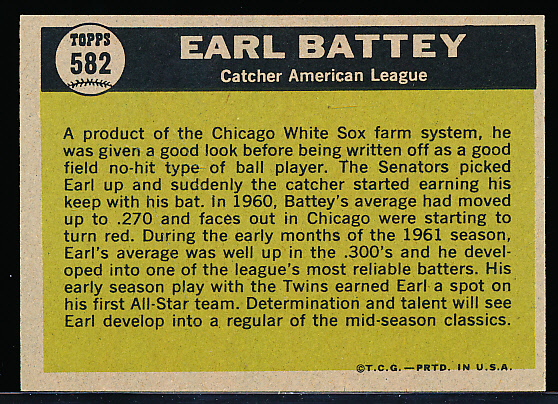 TOPPS
582
EARL BATTEY
Catcher American League
A product of the Chicago White Sox farm system, he
was given a good look before being written off as a good
field no-hit type of ball player. The Senators picked
Earl up and suddenly the catcher started earning his
keep with his bat. In 1960, Battey's average had moved
up to .270 and faces out in Chicago were starting to
turn red. During the early months of the 1961 season,
Earl's average was well up in the .300's and he devel-
oped into one of the league's most reliable batters. His
early season play with the Twins earned Earl a spot on
his first All-Star team. Determination and talent will see
Earl develop into a regular of the mid-season classics.
©T.C.G.—PRTD. IN U.S.A.